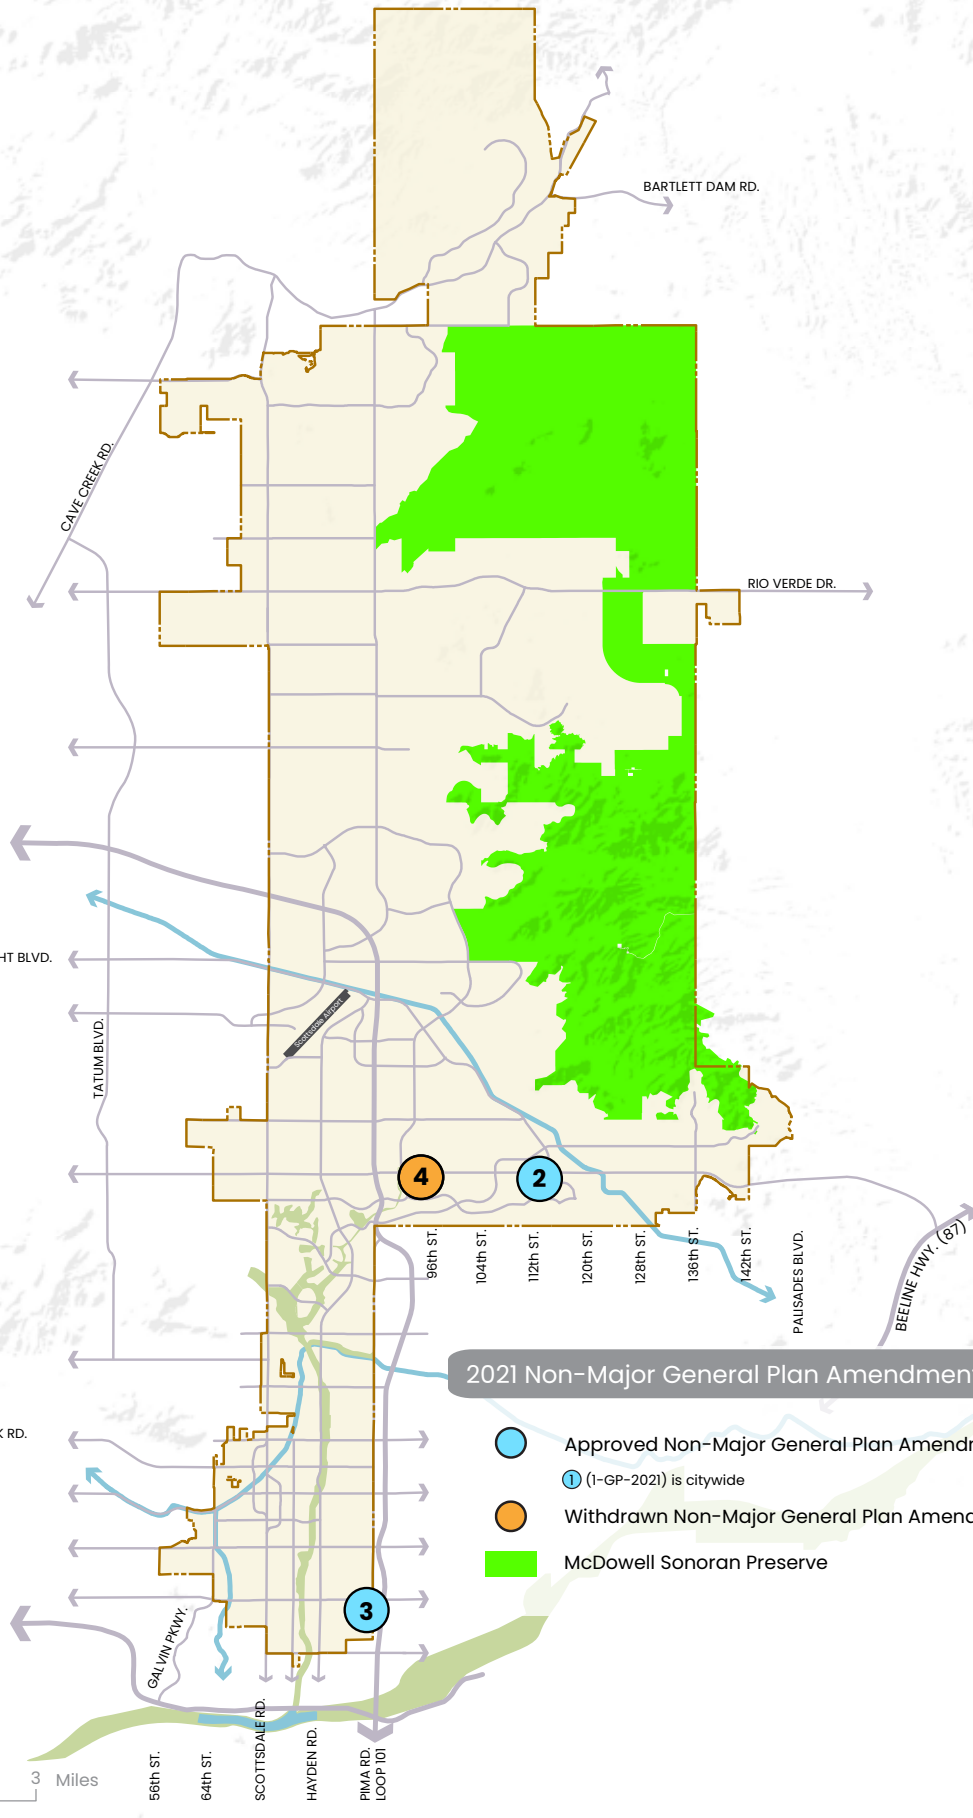 BARTLETT DAM RD.
CAVE CREEK RD.
RIO VERDE DR.
HT BLVD.
Scottsdale Airport
TATUM BLVD.
4
2
96th ST.
104th ST.
112th ST.
120th ST.
128th ST.
136th ST.
142th ST.
PALISADES BLVD.
BEELINE HWY. (87)
2021 Non-Major General Plan Amendmen
K RD.
Approved Non-Major General Plan Amendm
1 (1-GP-2021) is citywide
Withdrawn Non-Major General Plan Amend
McDowell Sonoran Preserve
3
GALVIN PKWY.
56th ST.
64th ST.
SCOTTSDALE RD.
HAYDEN RD.
PIMA RD.
LOOP 101
3 Miles